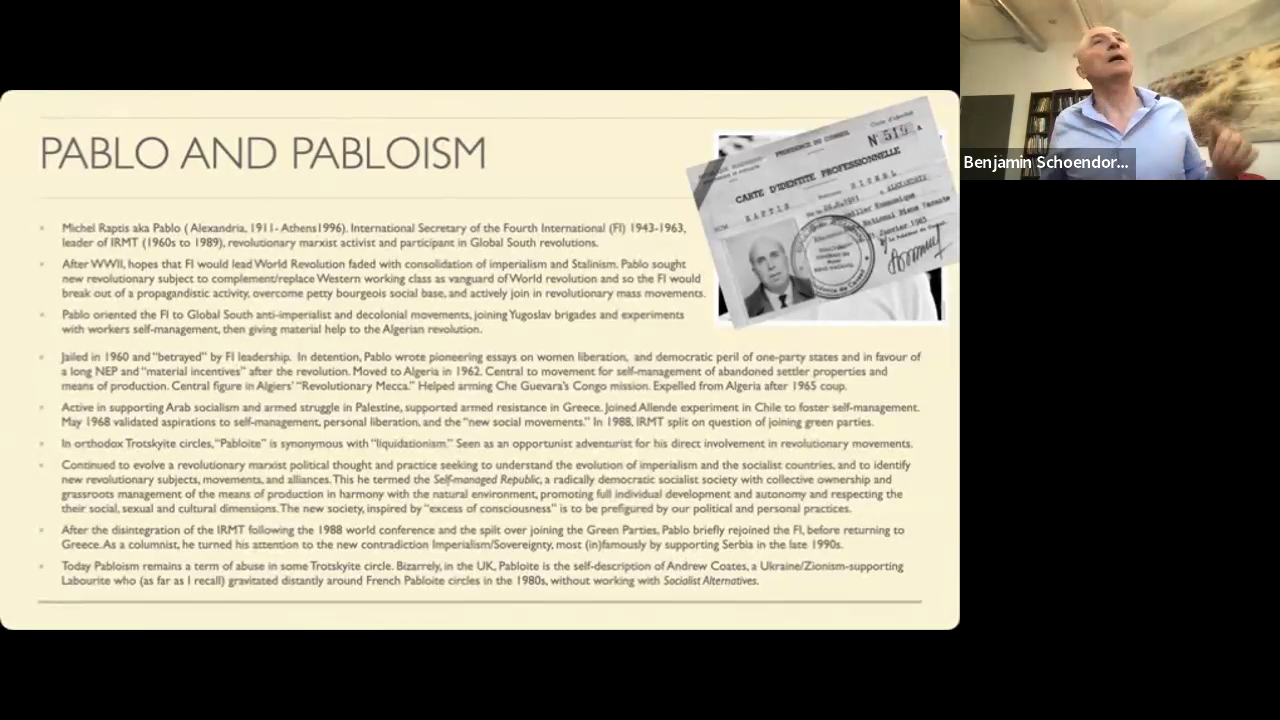 PABLO AND PABLOISM
Michel Raptis aka Pablo ( Alexandria, 1911- Athens1996). International Secretary of the Fourth International (FI) 1943-1963,
leader of IRMT (1960s to 1989), revolutionary marxist activist and participant in Global South revolutions.
After WWII, hopes that FI would lead World Revolution faded with consolidation of imperialism and Stalinism. Pablo sought
new revolutionary subject to complement/replace Western working class as vanguard of World revolution and so the FI would
break out of a propagandistic activity, overcome petty bourgeois social base, and actively join in revolutionary mass movements.
Pablo oriented the FI to Global South anti-imperialist and decolonial movements, joining Yugoslav brigades and experiments
with workers self-management, then giving material help to the Algerian revolution.
Jailed in 1960 and “betrayed” by FI leadership. In detention, Pablo wrote pioneering essays on women liberation, and democratic peril of one-party states and in favour of
a long NEP and “material incentives” after the revolution. Moved to Algeria in 1962. Central to movement for self-management of abandoned settler properties and
means of production. Central figure in Algiers’ “Revolutionary Mecca.” Helped arming Che Guevara’s Congo mission. Expelled from Algeria after 1965 coup.
Active in supporting Arab socialism and armed struggle in Palestine, supported armed resistance in Greece. Joined Allende experiment in Chile to foster self-management.
May 1968 validated aspirations to self-management, personal liberation, and the “new social movements.” In 1988, IRMT split on question of joining green parties.
In orthodox Trotskyite circles, “Pabloite” is synonymous with “liquidationism.” Seen as an opportunist adventurist for his direct involvement in revolutionary movements.
Continued to evolve a revolutionary marxist political thought and practice seeking to understand the evolution of imperialism and the socialist countries, and to identify
new revolutionary subjects, movements, and alliances. This he termed the Self-managed Republic, a radically democratic socialist society with collective ownership and
grassroots management of the means of production in harmony with the natural environment, promoting full individual development and autonomy and respecting the
their social, sexual and cultural dimensions. The new society, inspired by “excess of consciousness” is to be prefigured by our political and personal practices.
After the disintegration of the IRMT following the 1988 world conference and the spilt over joining the Green Parties, Pablo briefly rejoined the FI, before returning to
Greece. As a columnist, he turned his attention to the new contradiction Imperialism/Sovereignty, most (in)famously by supporting Serbia in the late 1990s.
Today Pabloism remains a term of abuse in some Trotskyite circle. Bizarrely, in the UK, Pabloite is the self-description of Andrew Coates, a Ukraine/Zionism-supporting
Labourite who (as far as I recall) gravitated distantly around French Pabloite circles in the 1980s, without working with Socialist Alternatives.
PRESIDENCE DU CONSEIL
Carte d'identité
N° 519 A
CARTE D'IDENTITE PROFESSIONNELLE
RAPTIS
MICHEL
Benjamin Schoendor...